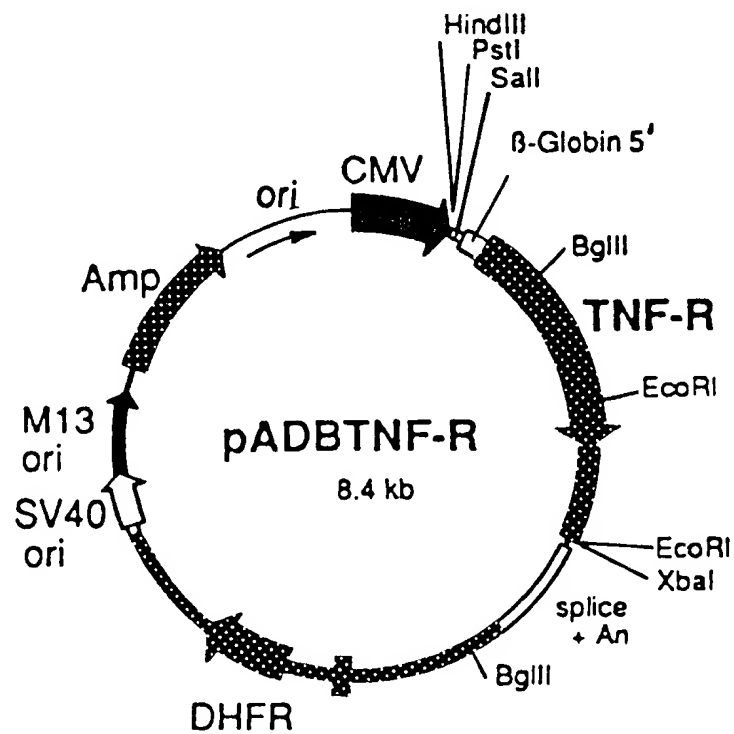 HindIII
PstI
SalI
ß-Globin 5'
CMV
ori
BglII
Amp
TNF-R
EcoRI
M13
ori
pADBTNF-R
8.4 kb
SV40
ori
EcoRI
XbaI
splice
+ An
BglII
DHFR